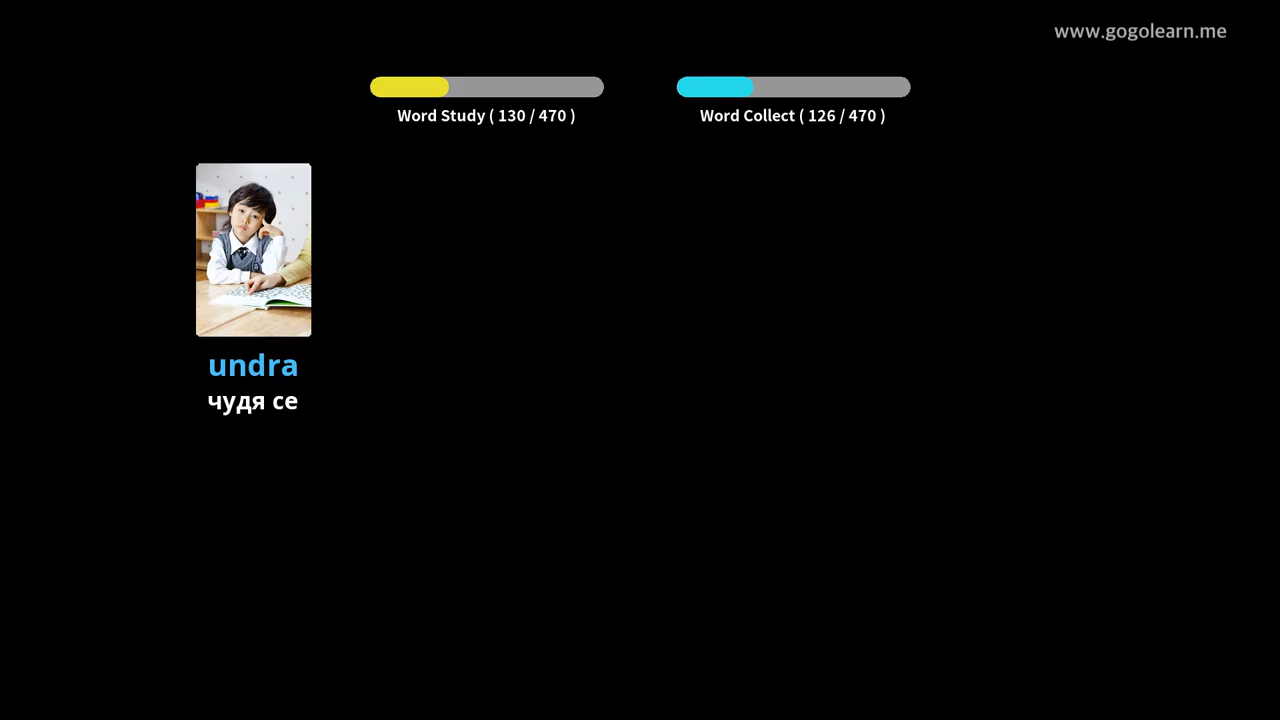 www.gogolearn.me
Word Study ( 130 / 470 )
Word Collect ( 126 / 470 )
undra
чудя се